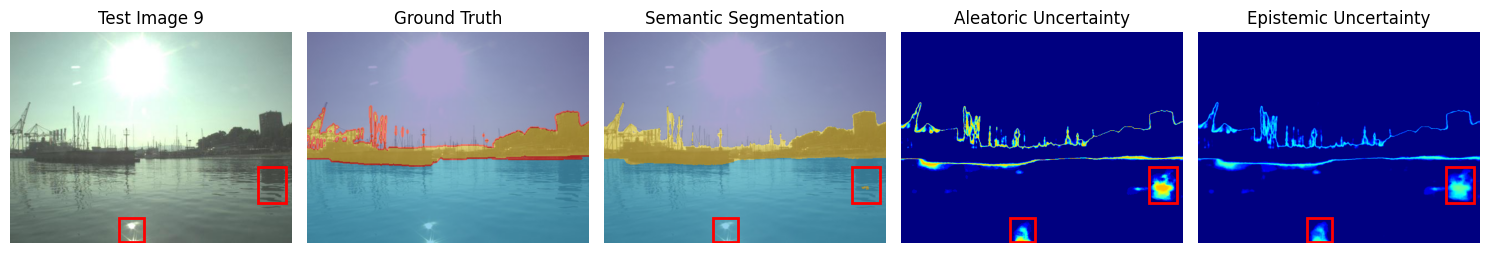 Test Image 9
Ground Truth
Semantic Segmentation
Aleatoric Uncertainty
Epistemic Uncertainty